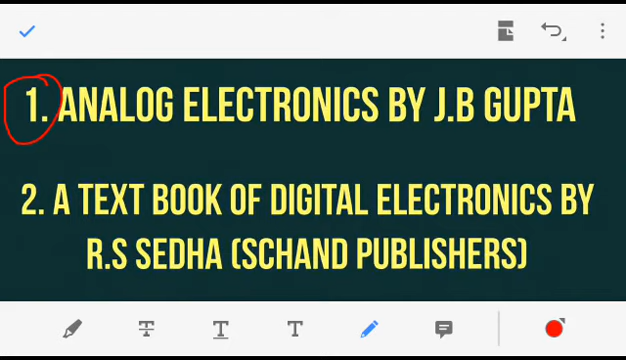 1. ANALOG ELECTRONICS BY J.B GUPTA
2. A TEXT BOOK OF DIGITAL ELECTRONICS BY
R.S SEDHA (SCHAND PUBLISHERS)
T T T